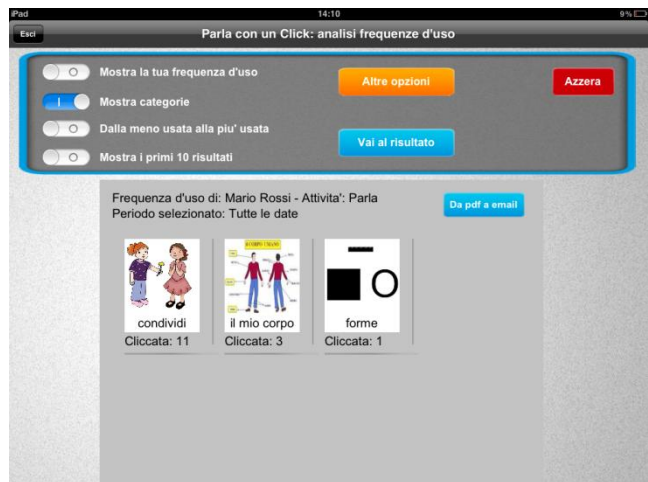 iPad 14:10 9%
Esci Parla con un Click: analisi frequenze d'uso
Mostra la tua frequenza d'uso
Mostra categorie
Dalla meno usata alla piu' usata
Mostra i primi 10 risultati
Altre opzioni
Azzera
Vai al risultato
Frequenza d'uso di: Mario Rossi - Attivita': Parla
Periodo selezionato: Tutte le date
Da pdf a email
condividi
Cliccata: 11
il mio corpo
Cliccata: 3
forme
Cliccata: 1